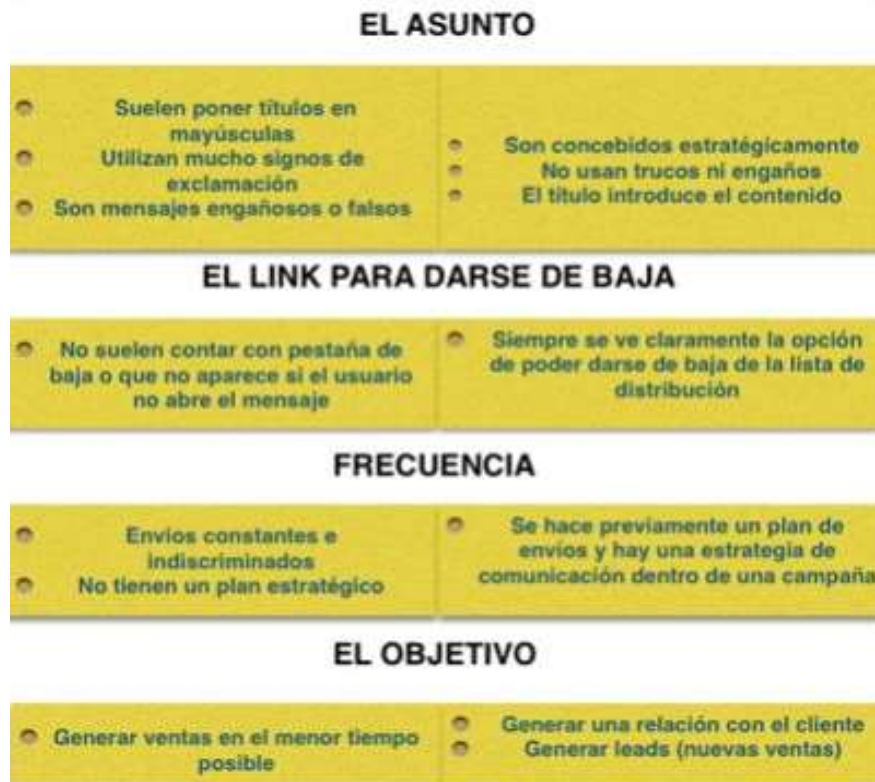 EL ASUNTO
Suelen poner títulos en
mayúsculas
Utilizan mucho signos de
exclamación
Son mensajes engañosos o falsos
Son concebidos estratégicamente
No usan trucos ni engaños
El título introduce el contenido
EL LINK PARA DARSE DE BAJA
No suelen contar con pestaña de
baja o que no aparece si el usuario
no abre el mensaje
Siempre se ve claramente la opción
de poder darse de baja de la lista de
distribución
FRECUENCIA
Envíos constantes e
indiscriminados
No tienen un plan estratégico
Se hace previamente un plan de
envíos y hay una estrategia de
comunicación dentro de una campaña
EL OBJETIVO
Generar ventas en el menor tiempo
posible
Generar una relación con el cliente
Generar leads (nuevas ventas)